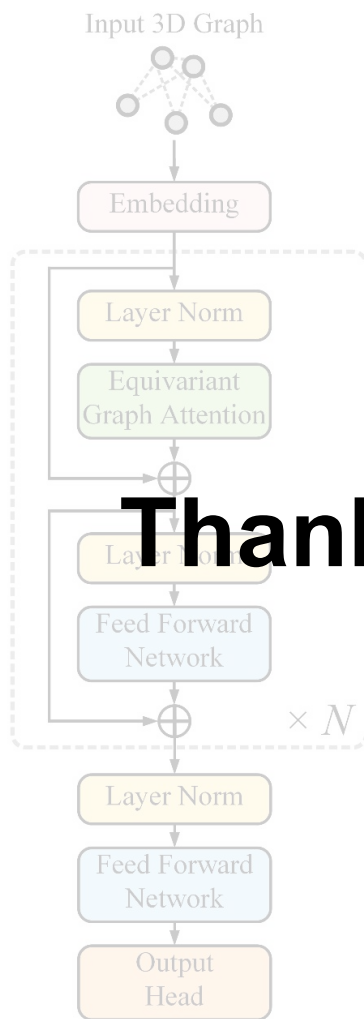 Input 3D Graph
Embedding
Layer Norm
Equivariant
Graph Attention
Thank
Layer Norm
Feed Forward
Network
× N
Layer Norm
Feed Forward
Network
Output
Head